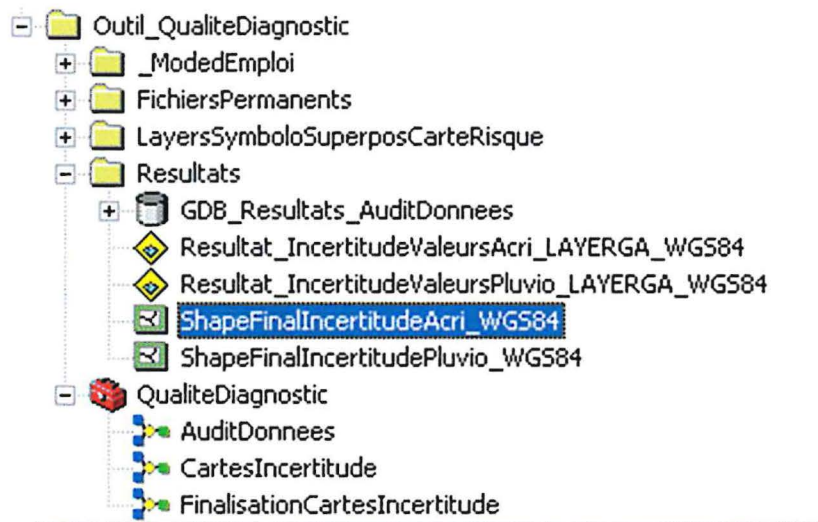 Outil_QualiteDiagnostic
_ModedEmploi
FichiersPermanents
LayersSymboloSuperposCarteRisque
Resultats
GDB_Resultats_AuditDonnees
Resultat_IncertitudeValeursAcri_LAYERGA_WGS84
Resultat_IncertitudeValeursPluvio_LAYERGA_WGS84
ShapeFinalIncertitudeAcri_WGS84
ShapeFinalIncertitudePluvio_WGS84
QualiteDiagnostic
AuditDonnees
CartesIncertitude
FinalisationCartesIncertitude